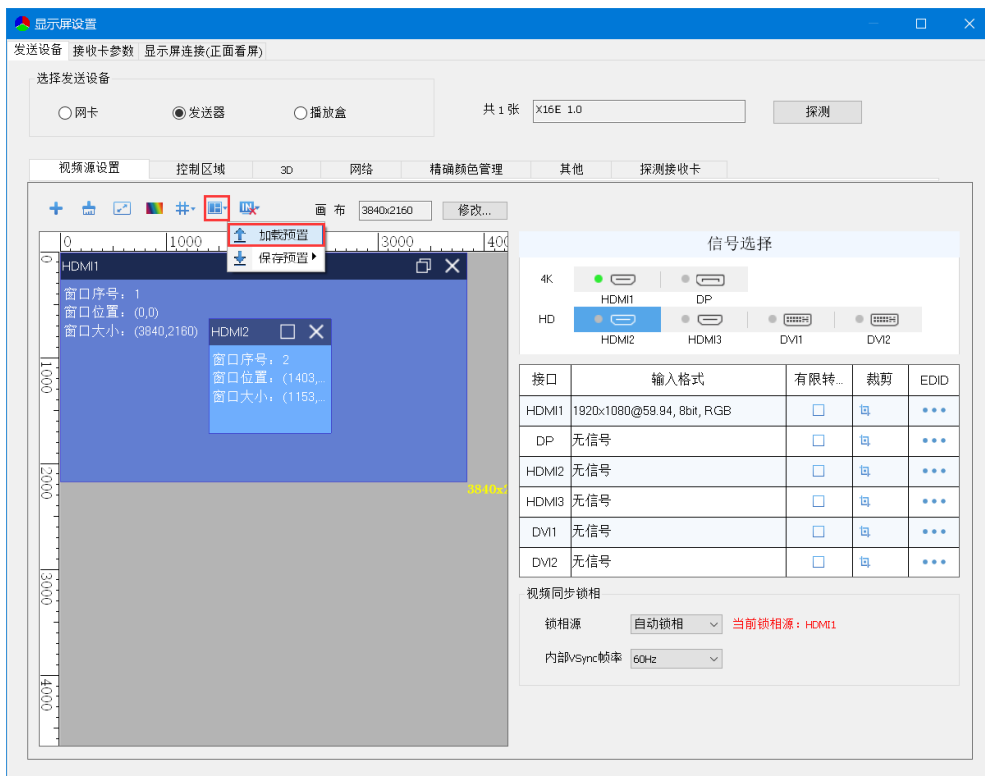 显示屏设置
发送设备 接收卡参数 显示屏连接(正面看屏)
选择发送设备
网卡 发送器 播放盒 共 1 张 X16E 1.0 探测
视频源设置 控制区域 3D 网络 精确颜色管理 其他 探测接收卡
画 布 3840x2160 修改...
加载预置
保存预置
0 1000 3000 400
0 1000 2000 3000 4000
HDMI1
窗口序号：1
窗口位置：(0,0)
窗口大小：(3840,2160)
HDMI2
窗口序号：2
窗口位置：(1403,...
窗口大小：(1153,...
3840x2
信号选择
4K HDMI1 DP
HD HDMI2 HDMI3 DVI1 DVI2
接口 输入格式 有限转... 裁剪 EDID
HDMI1 1920x1080@59.94, 8bit, RGB
DP 无信号
HDMI2 无信号
HDMI3 无信号
DVI1 无信号
DVI2 无信号
视频同步锁相
锁相源 自动锁相 当前锁相源：HDMI1
内部VSync帧率 60Hz